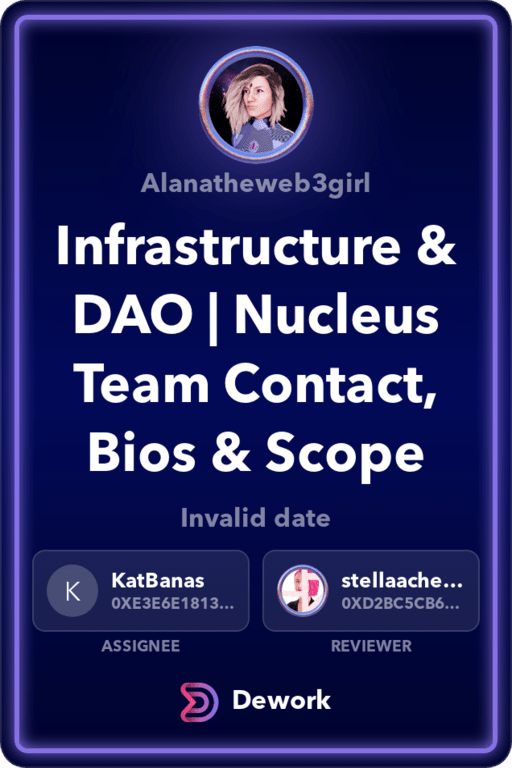 Alanatheweb3girl
Infrastructure &
DAO | Nucleus
Team Contact,
Bios & Scope
Invalid date
K
KatBanas
0XE3E6E1813...
ASSIGNEE
stellaache...
0XD2BC5CB6...
REVIEWER
Dework